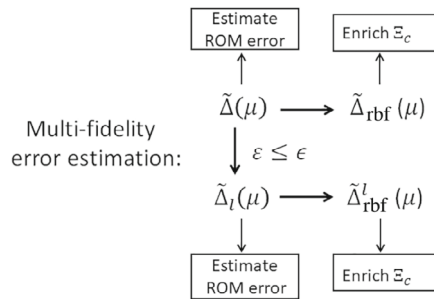 Estimate
ROM error
Enrich Ξ_c
Δ̃(μ)
Δ̃_rbf (μ)
Multi-fidelity
error estimation:
ε ≤ ϵ
Δ̃_l(μ)
Δ̃^l_rbf (μ)
Estimate
ROM error
Enrich Ξ_c